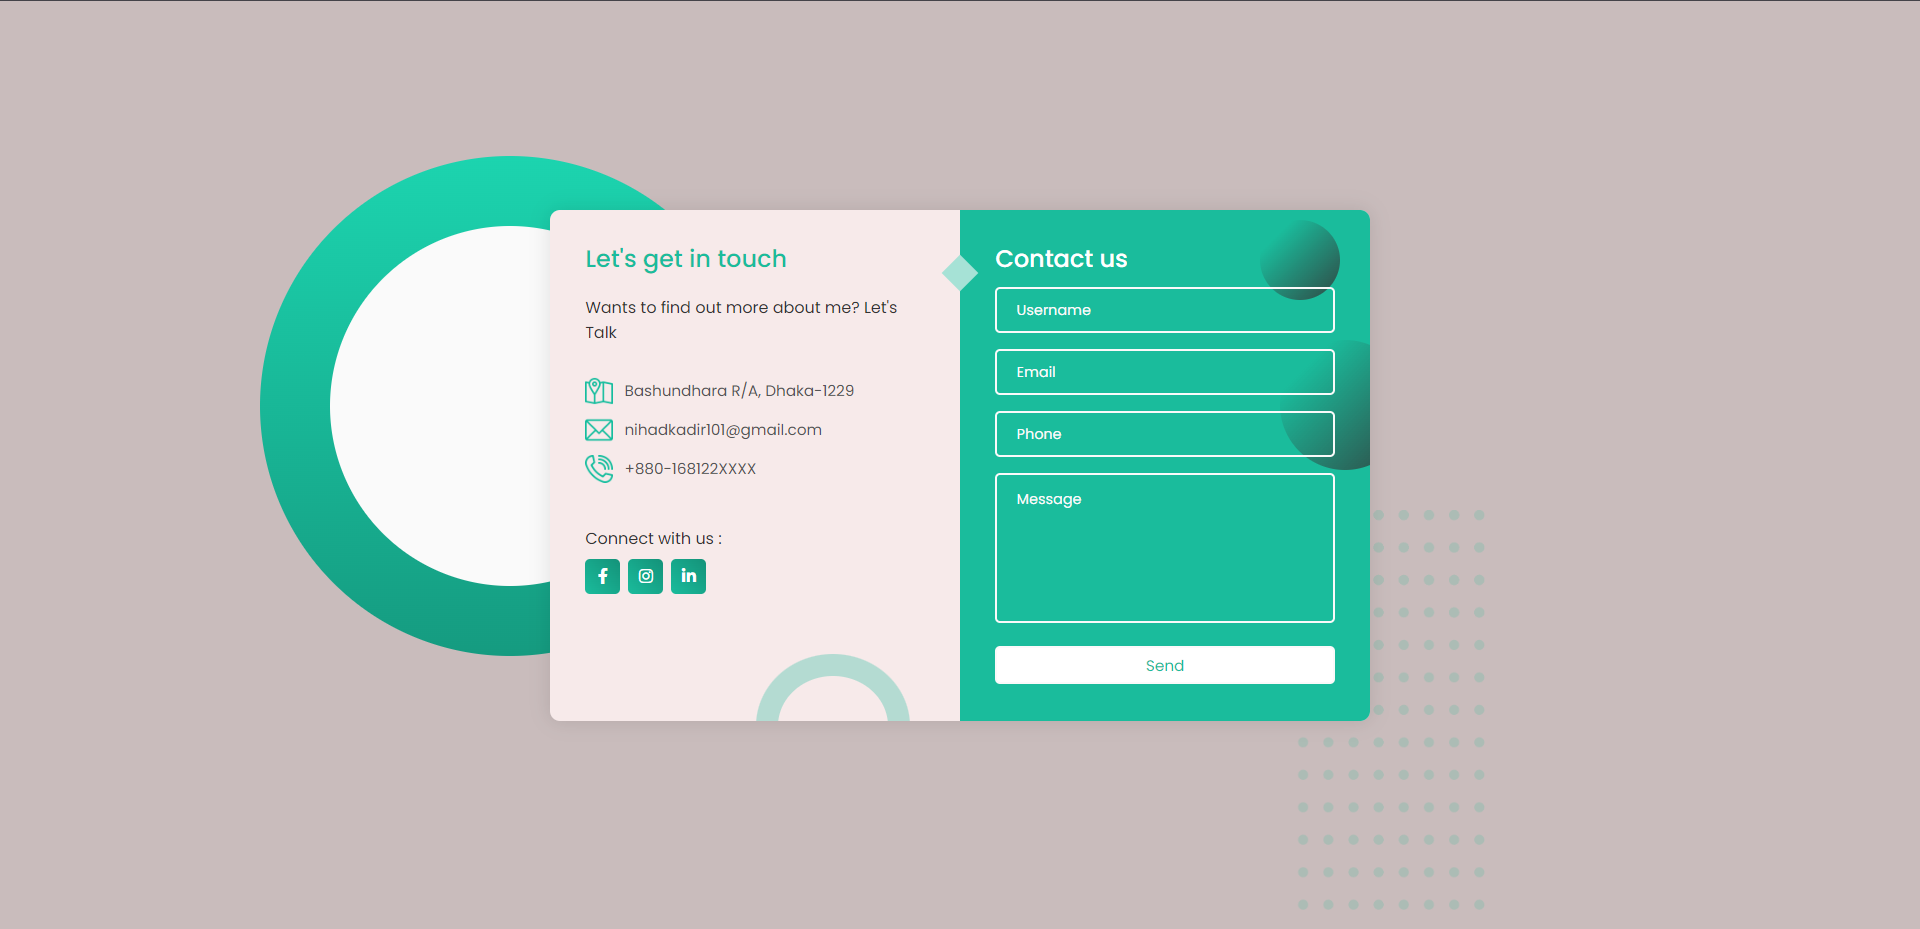 Let's get in touch
Wants to find out more about me? Let's
Talk
Bashundhara R/A, Dhaka-1229
nihadkadir101@gmail.com
+880-168122XXXX
Connect with us :
Contact us
Username
Email
Phone
Message
Send